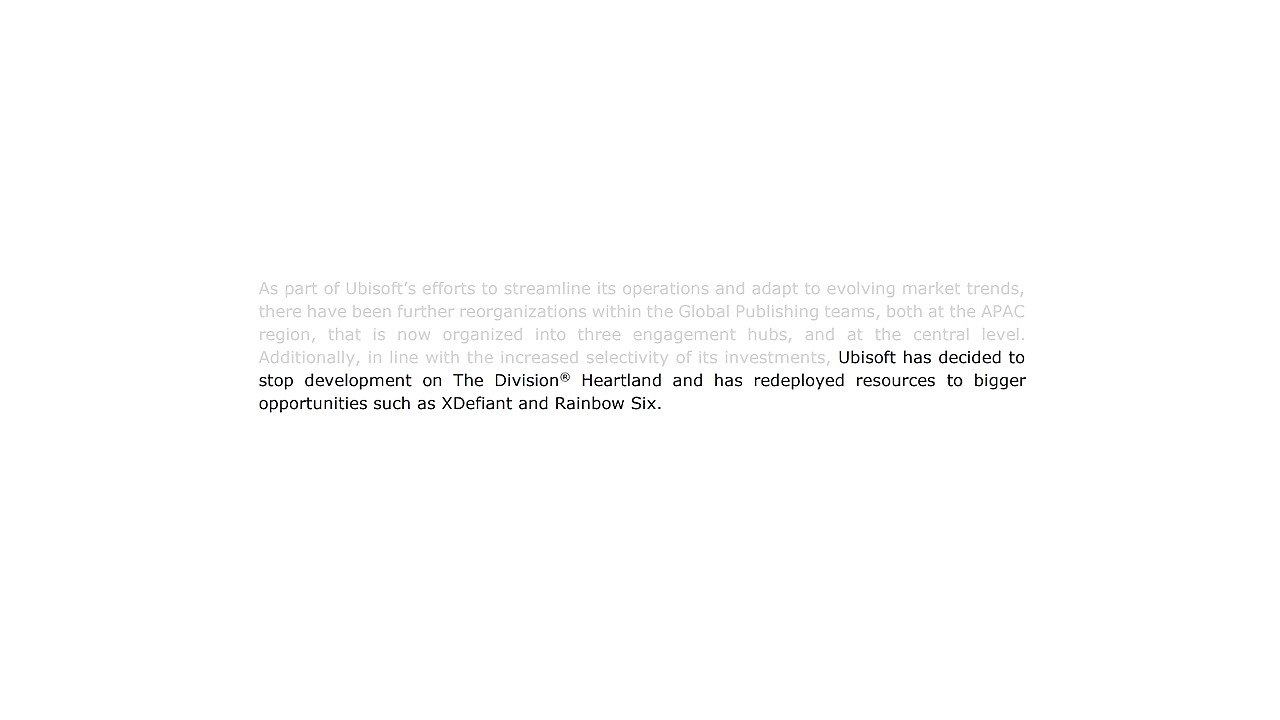 As part of Ubisoft’s efforts to streamline its operations and adapt to evolving market trends,
there have been further reorganizations within the Global Publishing teams, both at the APAC
region, that is now organized into three engagement hubs, and at the central level.
Additionally, in line with the increased selectivity of its investments, Ubisoft has decided to
stop development on The Division® Heartland and has redeployed resources to bigger
opportunities such as XDefiant and Rainbow Six.